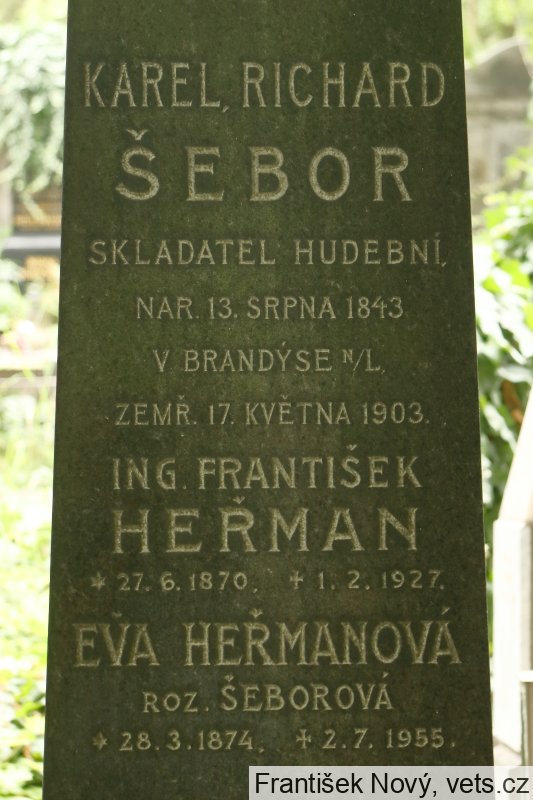 KAREL, RICHARD
ŠEBOR
SKLADATEL HUDEBNÍ,
NAR. 13. SRPNA 1843
V BRANDÝSE N/L,
ZEMŘ. 17. KVĚTNA 1903.
ING. FRANTIŠEK
HEŘMAN
* 27. 6. 1870, + 1. 2. 1927.
EVA HEŘMANOVÁ
ROZ. ŠEBOROVÁ
* 28. 3. 1874, + 2. 7. 1955.
František Nový, vets.cz